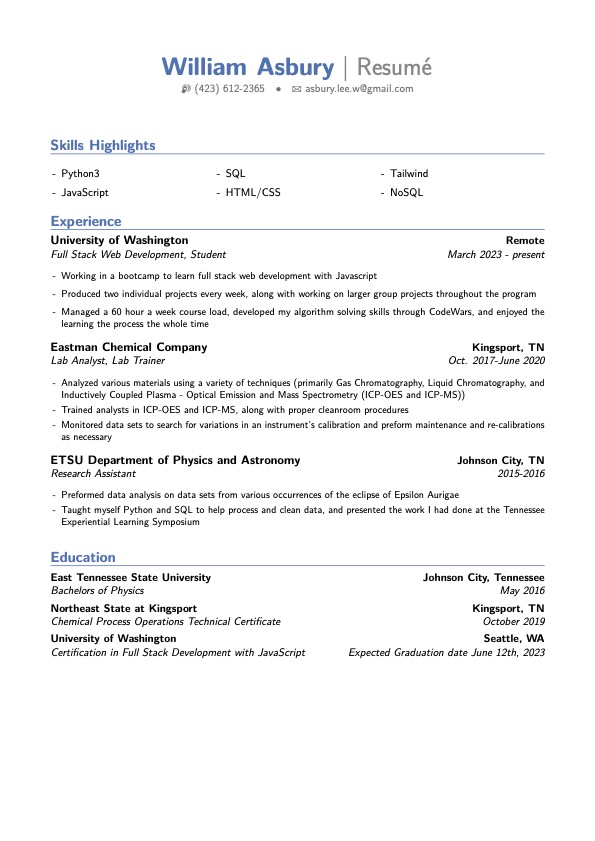 William Asbury | Resumé
(423) 612-2365 • asbury.lee.w@gmail.com
Skills Highlights
- Python3 - SQL - Tailwind
- JavaScript - HTML/CSS - NoSQL
Experience
University of Washington Remote
Full Stack Web Development, Student March 2023 - present
- Working in a bootcamp to learn full stack web development with Javascript
- Produced two individual projects every week, along with working on larger group projects throughout the program
- Managed a 60 hour a week course load, developed my algorithm solving skills through CodeWars, and enjoyed the
learning the process the whole time
Eastman Chemical Company Kingsport, TN
Lab Analyst, Lab Trainer Oct. 2017-June 2020
- Analyzed various materials using a variety of techniques (primarily Gas Chromatography, Liquid Chromatography, and
Inductively Coupled Plasma - Optical Emission and Mass Spectrometry (ICP-OES and ICP-MS))
- Trained analysts in ICP-OES and ICP-MS, along with proper cleanroom procedures
- Monitored data sets to search for variations in an instrument's calibration and preform maintenance and re-calibrations
as necessary
ETSU Department of Physics and Astronomy Johnson City, TN
Research Assistant 2015-2016
- Preformed data analysis on data sets from various occurrences of the eclipse of Epsilon Aurigae
- Taught myself Python and SQL to help process and clean data, and presented the work I had done at the Tennessee
Experiential Learning Symposium
Education
East Tennessee State University Johnson City, Tennessee
Bachelors of Physics May 2016
Northeast State at Kingsport Kingsport, TN
Chemical Process Operations Technical Certificate October 2019
University of Washington Seattle, WA
Certification in Full Stack Development with JavaScript Expected Graduation date June 12th, 2023